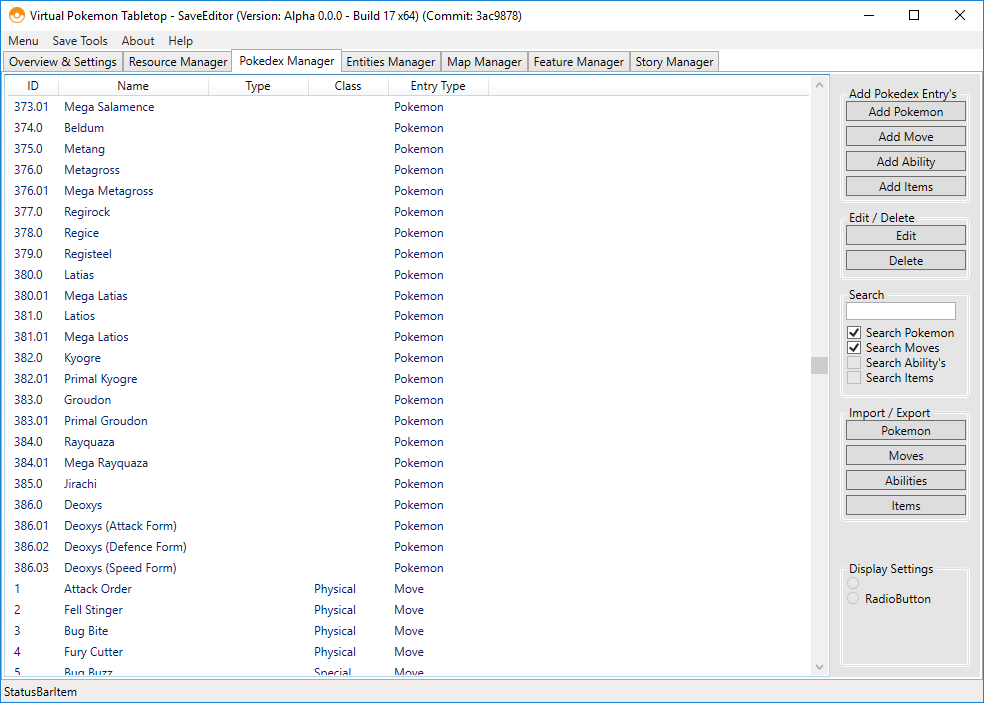 Virtual Pokemon Tabletop - SaveEditor (Version: Alpha 0.0.0 - Build 17 x64) (Commit: 3ac9878)
Menu Save Tools About Help
Overview & Settings Resource Manager Pokedex Manager Entities Manager Map Manager Feature Manager Story Manager
ID Name Type Class Entry Type
373.01 Mega Salamence Pokemon
374.0 Beldum Pokemon
375.0 Metang Pokemon
376.0 Metagross Pokemon
376.01 Mega Metagross Pokemon
377.0 Regirock Pokemon
378.0 Regice Pokemon
379.0 Registeel Pokemon
380.0 Latias Pokemon
380.01 Mega Latias Pokemon
381.0 Latios Pokemon
381.01 Mega Latios Pokemon
382.0 Kyogre Pokemon
382.01 Primal Kyogre Pokemon
383.0 Groudon Pokemon
383.01 Primal Groudon Pokemon
384.0 Rayquaza Pokemon
384.01 Mega Rayquaza Pokemon
385.0 Jirachi Pokemon
386.0 Deoxys Pokemon
386.01 Deoxys (Attack Form) Pokemon
386.02 Deoxys (Defence Form) Pokemon
386.03 Deoxys (Speed Form) Pokemon
1 Attack Order Physical Move
2 Fell Stinger Physical Move
3 Bug Bite Physical Move
4 Fury Cutter Physical Move
5 Bug Buzz Special Move
Add Pokedex Entry's
Add Pokemon
Add Move
Add Ability
Add Items
Edit / Delete
Edit
Delete
Search
Search Pokemon
Search Moves
Search Ability's
Search Items
Import / Export
Pokemon
Moves
Abilities
Items
Display Settings
RadioButton
StatusBarItem